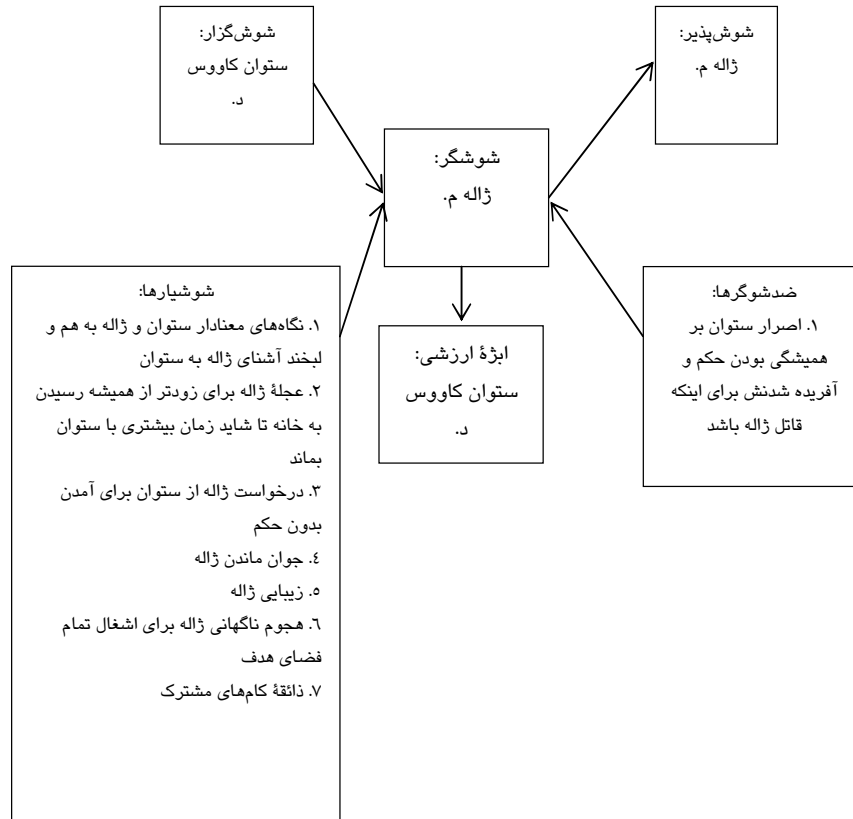 شوش‌پذیر:
ژاله م.
شوش‌گزار:
ستوان کاووس
د.
شوشگر:
ژاله م.
ضدشوگرها:
۱. اصرار ستوان بر
همیشگی بودن حکم و
آفریده شدنش برای اینکه
قاتل ژاله باشد
ابژهٔ ارزشی:
ستوان کاووس
د.
شوشیارها:
۱. نگاه‌های معنادار ستوان و ژاله به هم و
لبخند آشنای ژاله به ستوان
۲. عجلهٔ ژاله برای زودتر از همیشه رسیدن
به خانه تا شاید زمان بیشتری با ستوان
بماند
۳. درخواست ژاله از ستوان برای آمدن
بدون حکم
٤. جوان ماندن ژاله
٥. زیبایی ژاله
٦. هجوم ناگهانی ژاله برای اشغال تمام
فضای هدف
۷. ذائقهٔ کام‌های مشترک